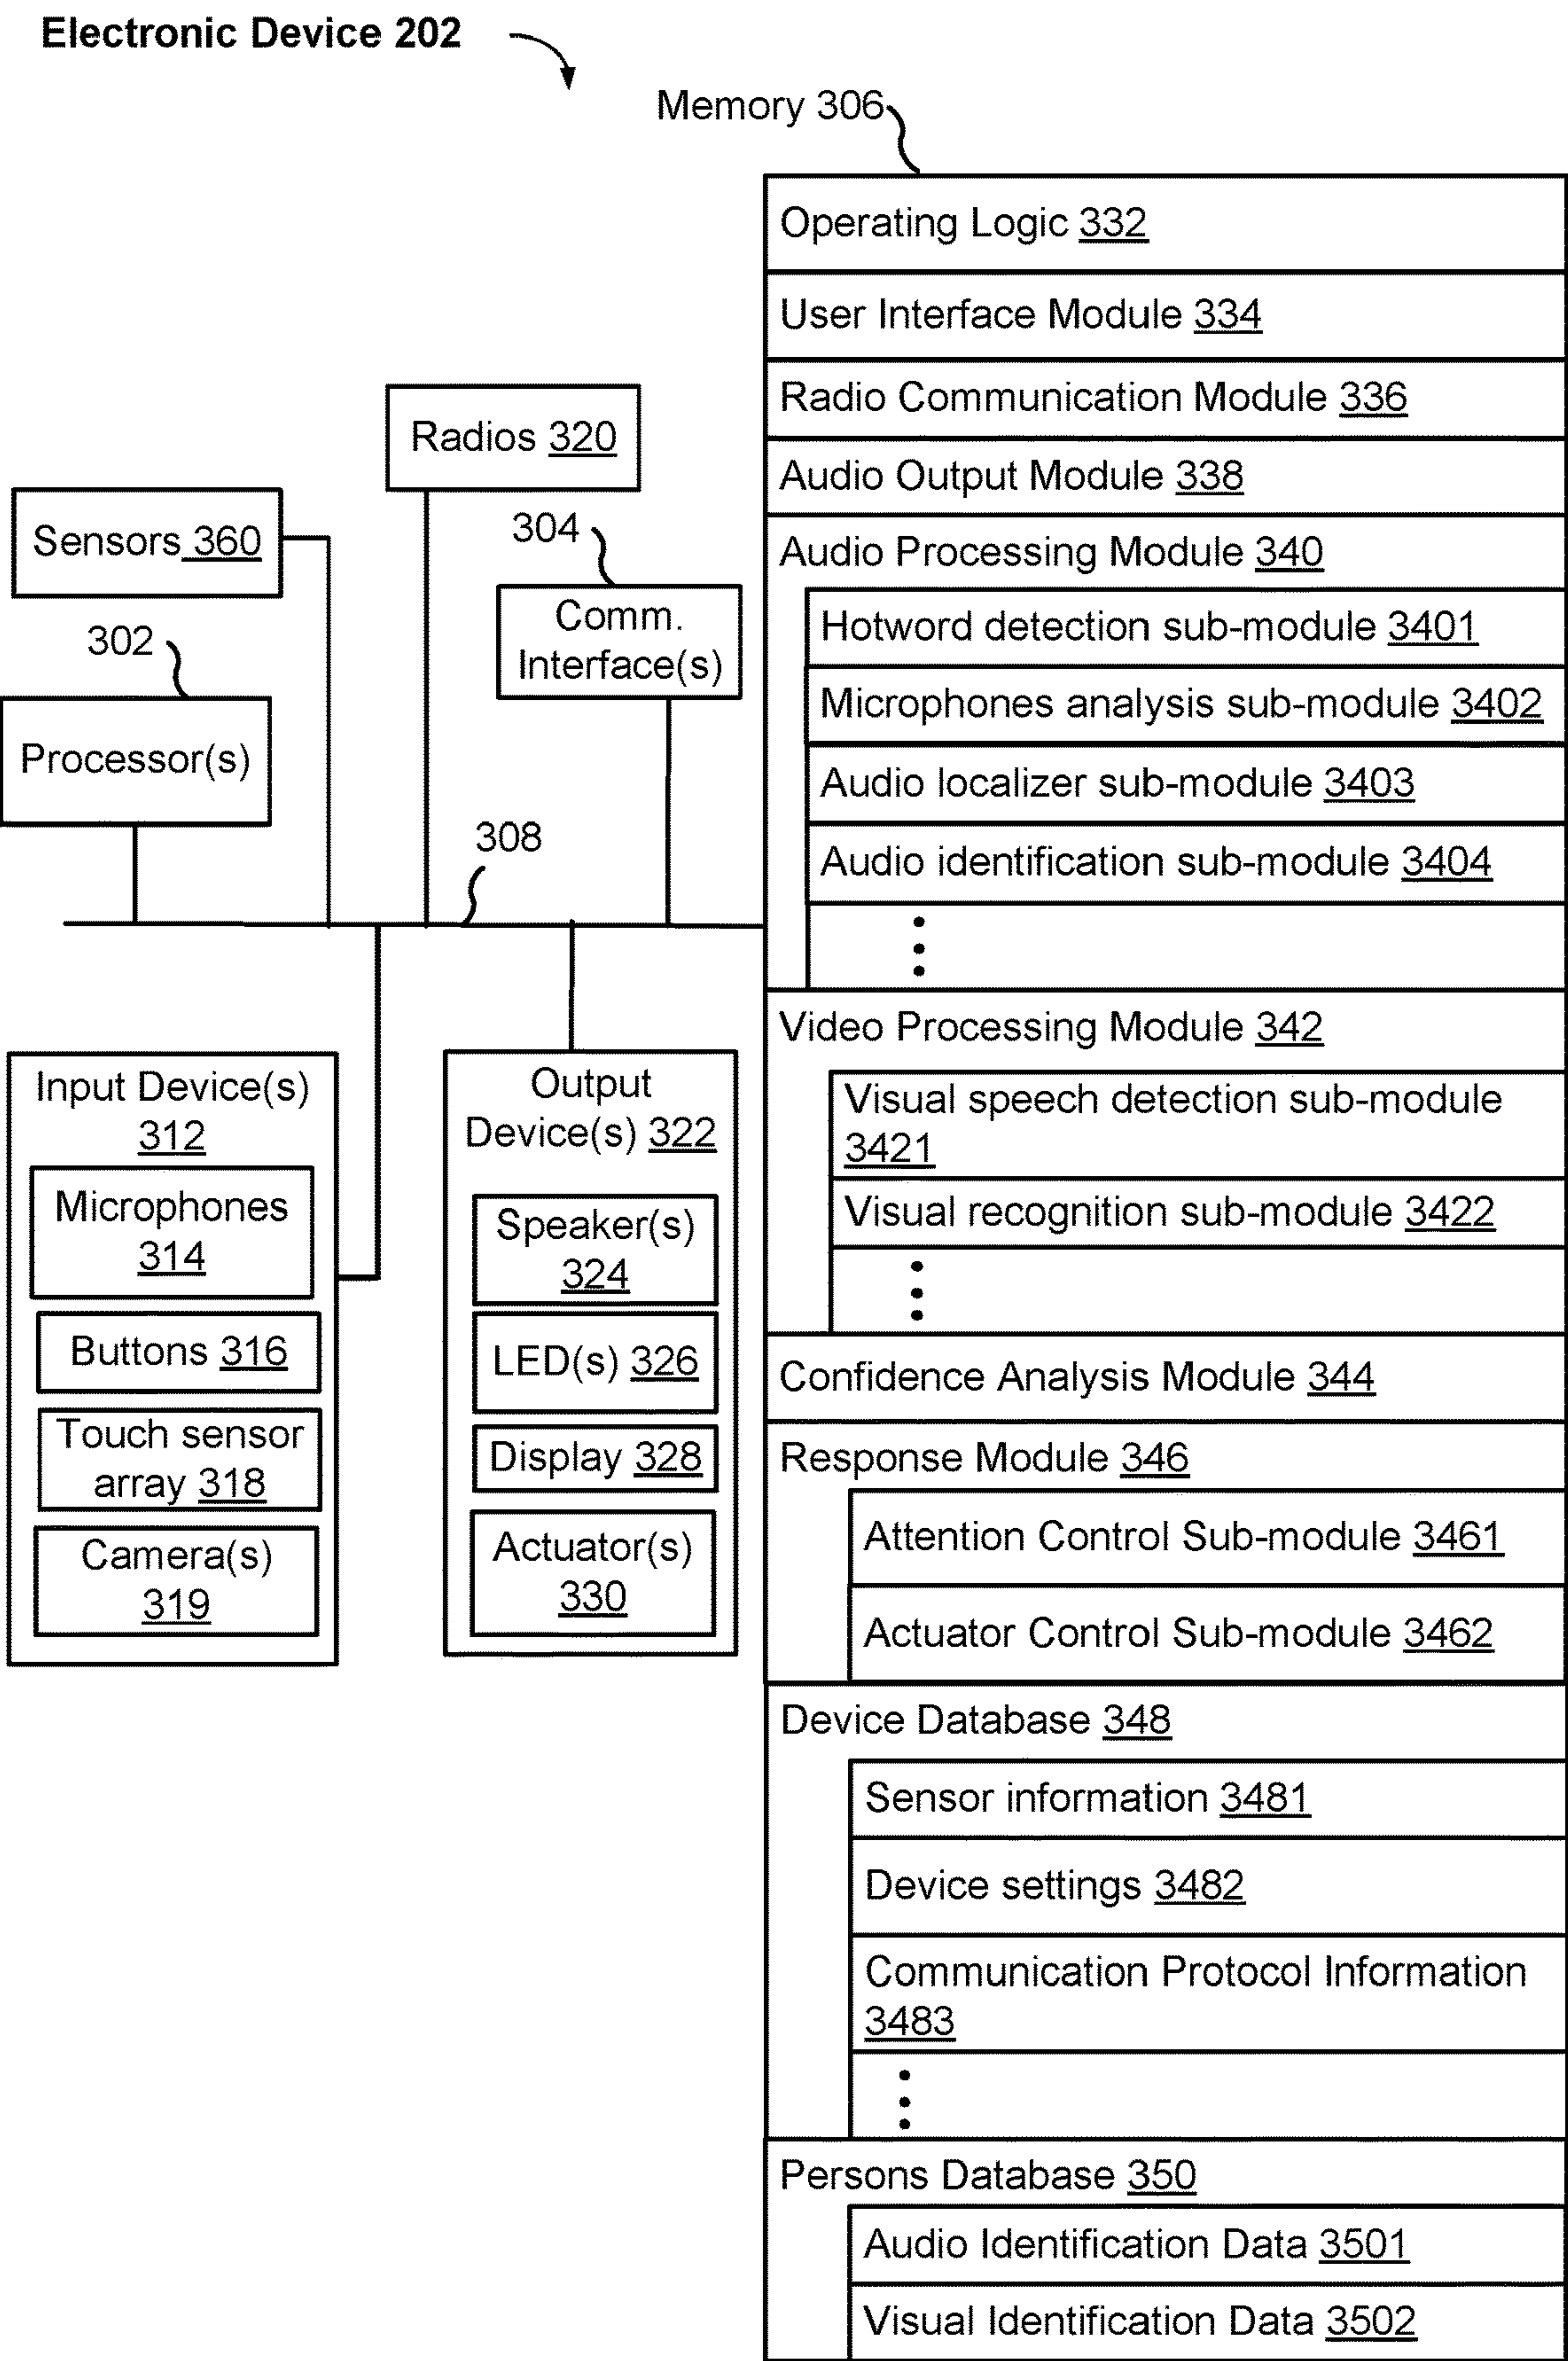 Electronic Device 202
Memory 306
Radios 320
Sensors 360
304
Comm.
Interface(s)
302
Processor(s)
308
Input Device(s)
312
Microphones
314
Buttons 316
Touch sensor
array 318
Camera(s)
319
Output
Device(s) 322
Speaker(s)
324
LED(s) 326
Display 328
Actuator(s)
330
Operating Logic 332
User Interface Module 334
Radio Communication Module 336
Audio Output Module 338
Audio Processing Module 340
Hotword detection sub-module 3401
Microphones analysis sub-module 3402
Audio localizer sub-module 3403
Audio identification sub-module 3404
Video Processing Module 342
Visual speech detection sub-module
3421
Visual recognition sub-module 3422
Confidence Analysis Module 344
Response Module 346
Attention Control Sub-module 3461
Actuator Control Sub-module 3462
Device Database 348
Sensor information 3481
Device settings 3482
Communication Protocol Information
3483
Persons Database 350
Audio Identification Data 3501
Visual Identification Data 3502